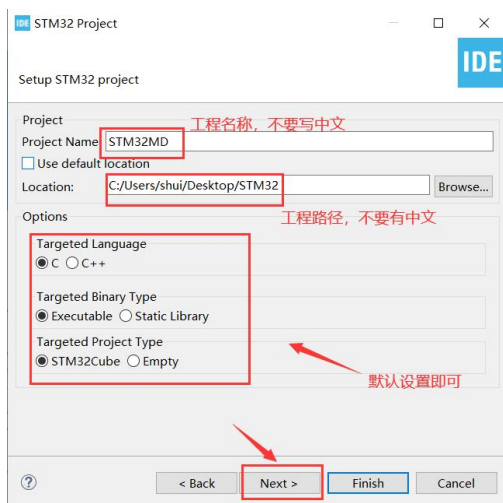 IDE STM32 Project
IDE
Setup STM32 project
Project
工程名称，不要写中文
Project Name STM32MD
Use default location
Location: C:/Users/shui/Desktop/STM32 Browse...
工程路径，不要有中文
Options
Targeted Language
C C++
Targeted Binary Type
Executable Static Library
Targeted Project Type
STM32Cube Empty
默认设置即可
? < Back Next > Finish Cancel